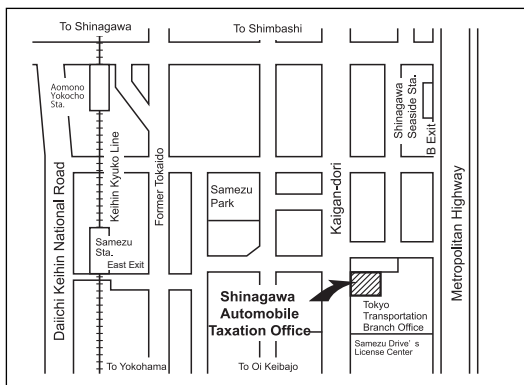 To Shinagawa
To Shimbashi
Aomono
Yokocho
Sta.
Shinagawa
Seaside Sta.
B Exit
Keihin Kyuko Line
Former Tokaido
Daiichi Keihin National Road
Samezu
Park
Kaigan-dori
Metropolitan Highway
Samezu
Sta.
East Exit
Shinagawa
Automobile
Taxation Office
Tokyo
Transportation
Branch Office
Samezu Drive's
License Center
To Yokohama
To Oi Keibajo